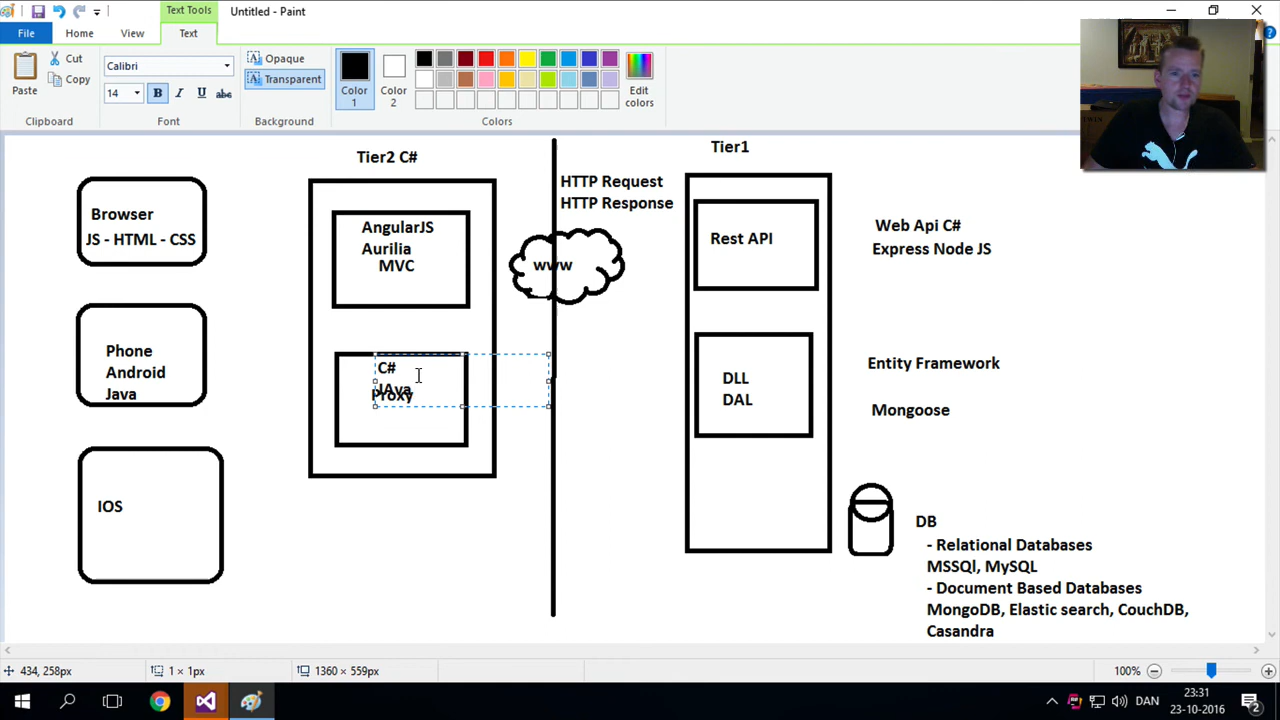 Text Tools
Untitled - Paint
File
Home
View
Text
Paste
Cut
Copy
Calibri
14
B
I
U
abc
Opaque
Transparent
Color
1
Color
2
Edit
colors
Clipboard
Font
Background
Colors
Tier2 C#
Tier1
Browser
JS - HTML - CSS
AngularJS
Aurilia
MVC
HTTP Request
HTTP Response
www
Rest API
Web Api C#
Express Node JS
Phone
Android
Java
C#
JAva
Proxy
DLL
DAL
Entity Framework
Mongoose
IOS
DB
- Relational Databases
MSSQl, MySQL
- Document Based Databases
MongoDB, Elastic search, CouchDB,
Casandra
434, 258px
1 × 1px
1360 × 559px
100%
DAN
23:31
23-10-2016
2